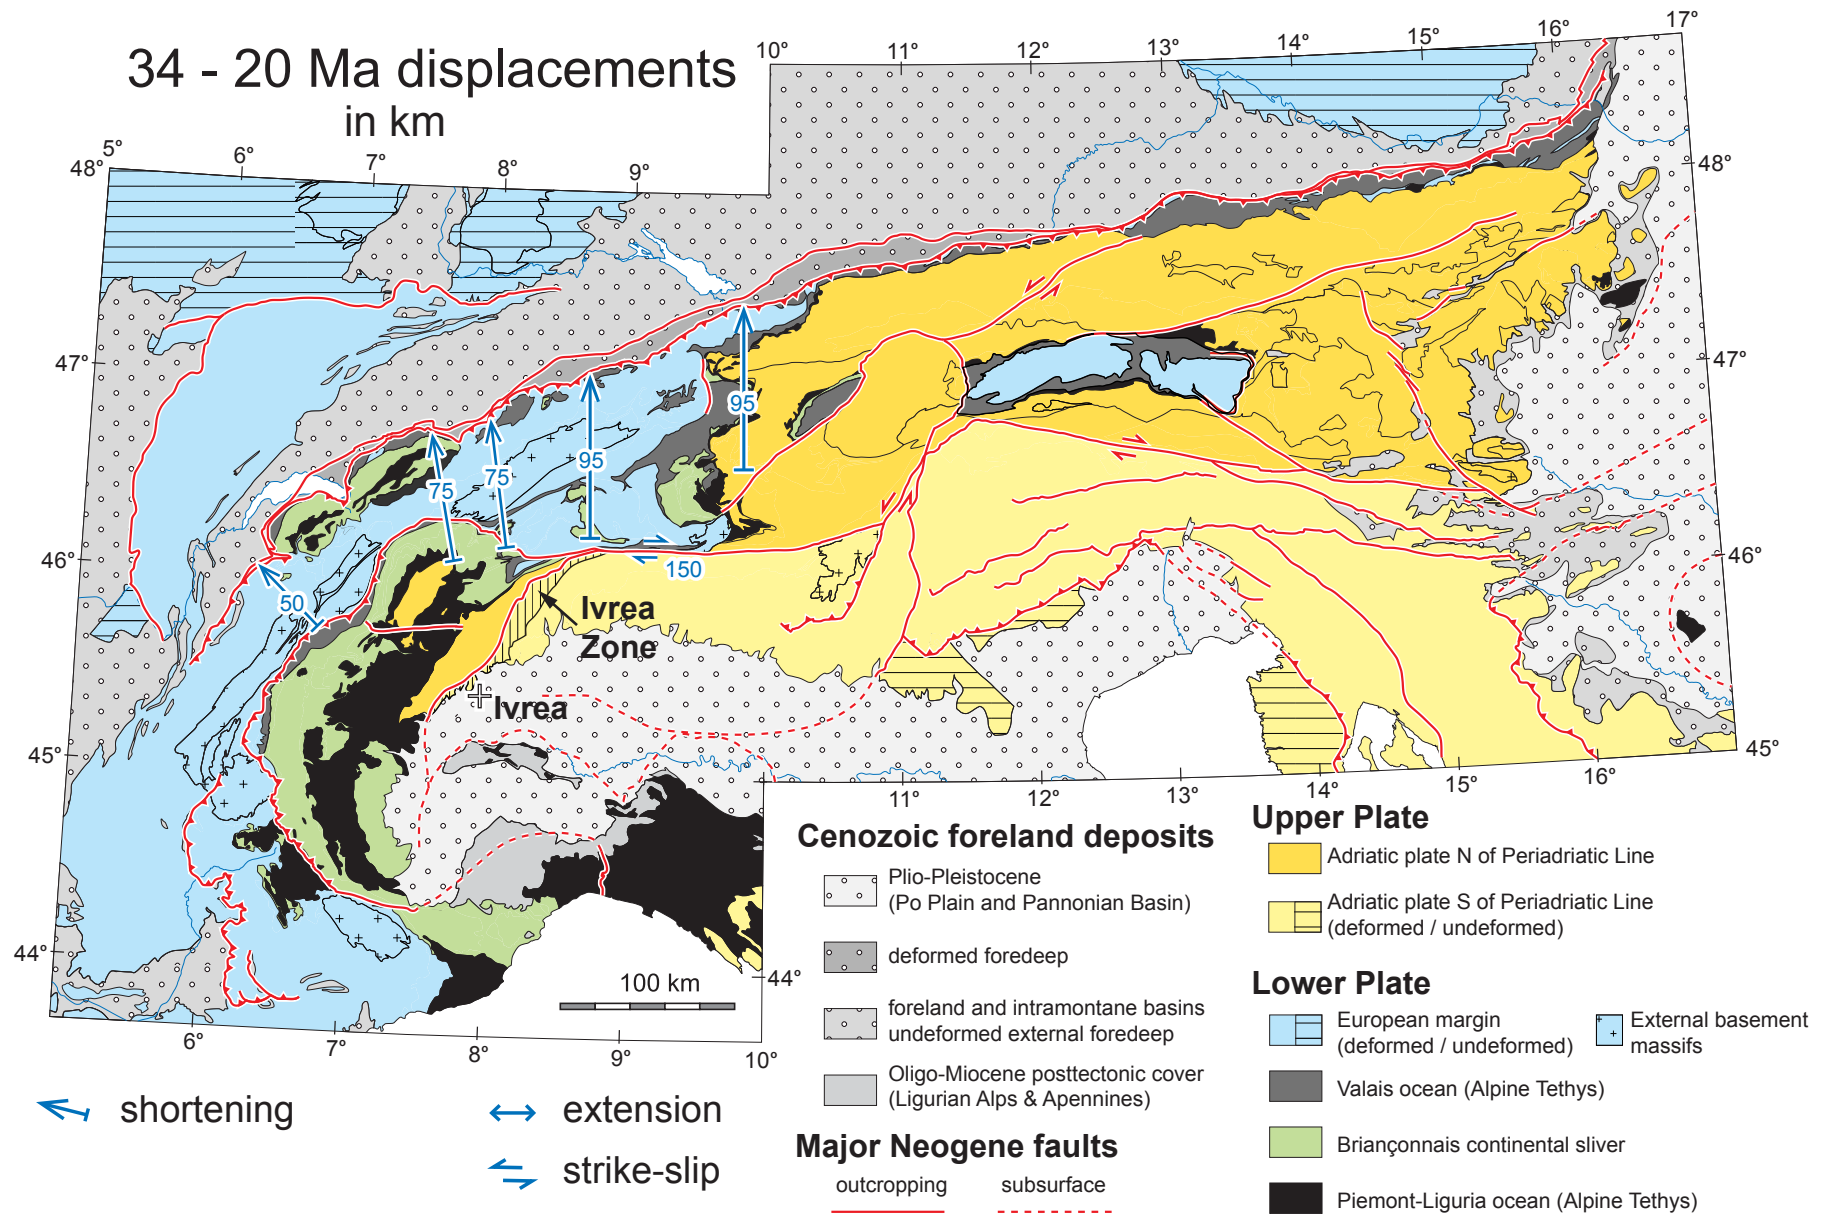 34 - 20 Ma displacements
in km
5°
6°
7°
8°
9°
10°
11°
12°
13°
14°
15°
16°
17°
48°
48°
47°
47°
46°
46°
45°
45°
44°
44°
95
95
75
75
50
150
Ivrea
Zone
Ivrea
100 km
6°
7°
8°
9°
10°
11°
12°
13°
14°
15°
16°
shortening
extension
strike-slip
Cenozoic foreland deposits
Plio-Pleistocene
(Po Plain and Pannonian Basin)
deformed foredeep
foreland and intramontane basins
undeformed external foredeep
Oligo-Miocene posttectonic cover
(Ligurian Alps & Apennines)
Major Neogene faults
outcropping
subsurface
Upper Plate
Adriatic plate N of Periadriatic Line
Adriatic plate S of Periadriatic Line
(deformed / undeformed)
Lower Plate
European margin
(deformed / undeformed)
External basement
massifs
Valais ocean (Alpine Tethys)
Briançonnais continental sliver
Piemont-Liguria ocean (Alpine Tethys)